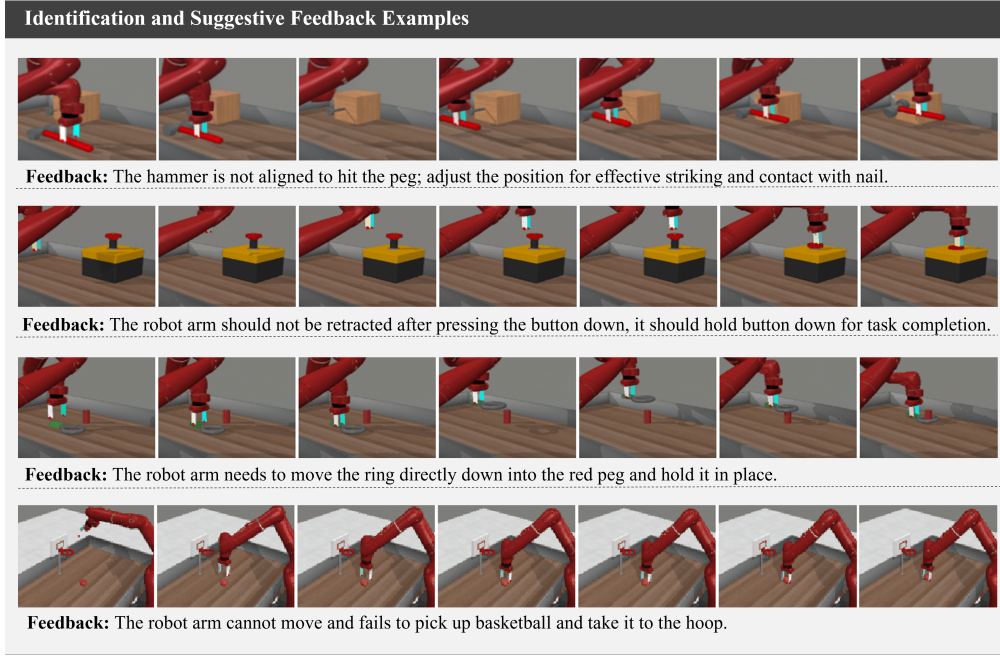 Identification and Suggestive Feedback Examples
Feedback: The hammer is not aligned to hit the peg; adjust the position for effective striking and contact with nail.
Feedback: The robot arm should not be retracted after pressing the button down, it should hold button down for task completion.
Feedback: The robot arm needs to move the ring directly down into the red peg and hold it in place.
Feedback: The robot arm cannot move and fails to pick up basketball and take it to the hoop.